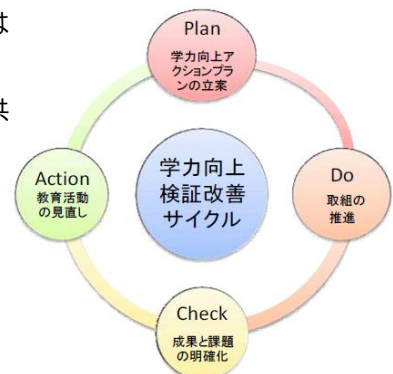 は
共
Plan
学力向上ア
クションプラ
ンの立案
Action
教育活動
の見直し
学力向上
検証改善
サイクル
Do
取組の
推進
Check
成果と課題
の明確化